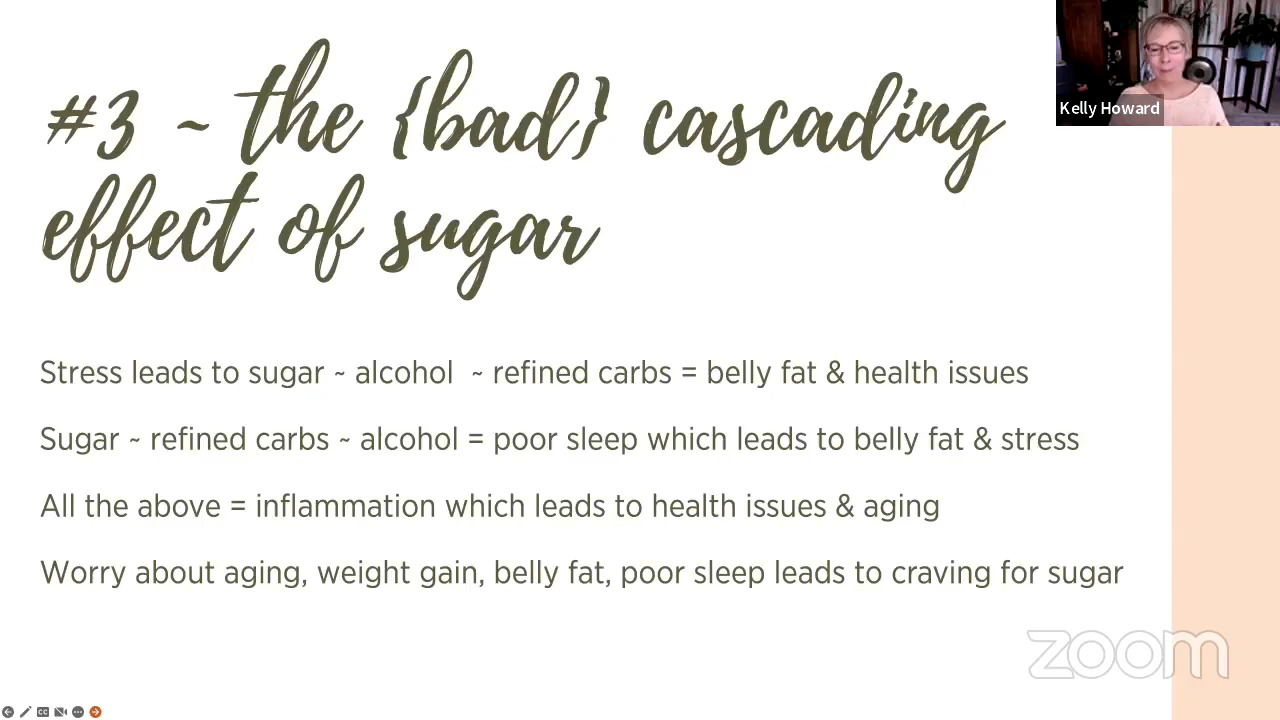 #3 ~ the {bad} cascading
effect of sugar
Kelly Howard
Stress leads to sugar ~ alcohol  ~ refined carbs = belly fat & health issues
Sugar ~ refined carbs ~ alcohol = poor sleep which leads to belly fat & stress
All the above = inflammation which leads to health issues & aging
Worry about aging, weight gain, belly fat, poor sleep leads to craving for sugar
zoom
CC